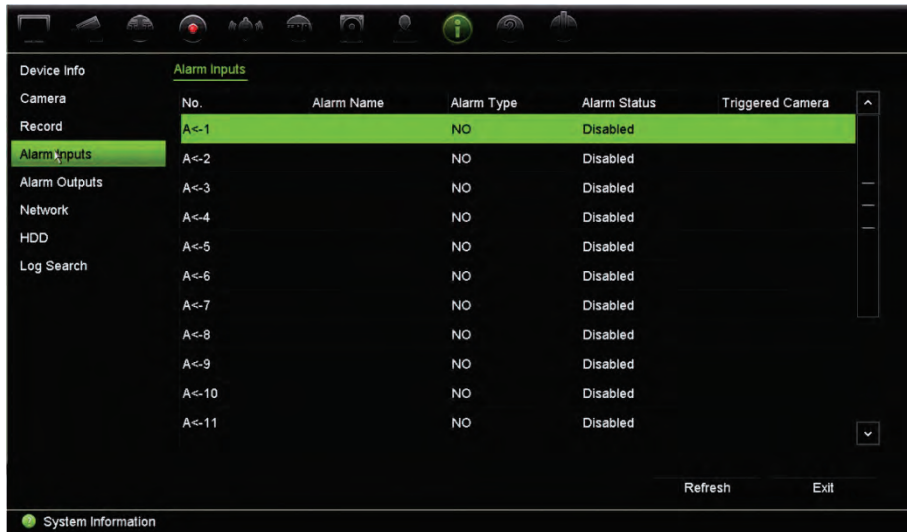 Device Info
Camera
Record
Alarm Inputs
Alarm Outputs
Network
HDD
Log Search
Alarm Inputs
No. Alarm Name Alarm Type Alarm Status Triggered Camera
A<-1 NO Disabled
A<-2 NO Disabled
A<-3 NO Disabled
A<-4 NO Disabled
A<-5 NO Disabled
A<-6 NO Disabled
A<-7 NO Disabled
A<-8 NO Disabled
A<-9 NO Disabled
A<-10 NO Disabled
A<-11 NO Disabled
Refresh Exit
System Information